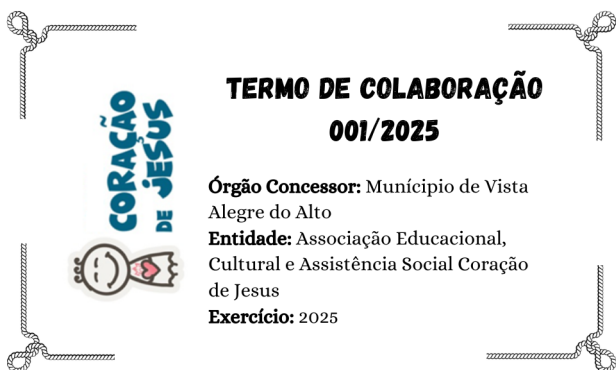 TERMO DE COLABORAÇÃO
001/2025
CORAÇÃO
DE JESUS
Órgão Concessor: Munícipio de Vista
Alegre do Alto
Entidade: Associação Educacional,
Cultural e Assistência Social Coração
de Jesus
Exercício: 2025